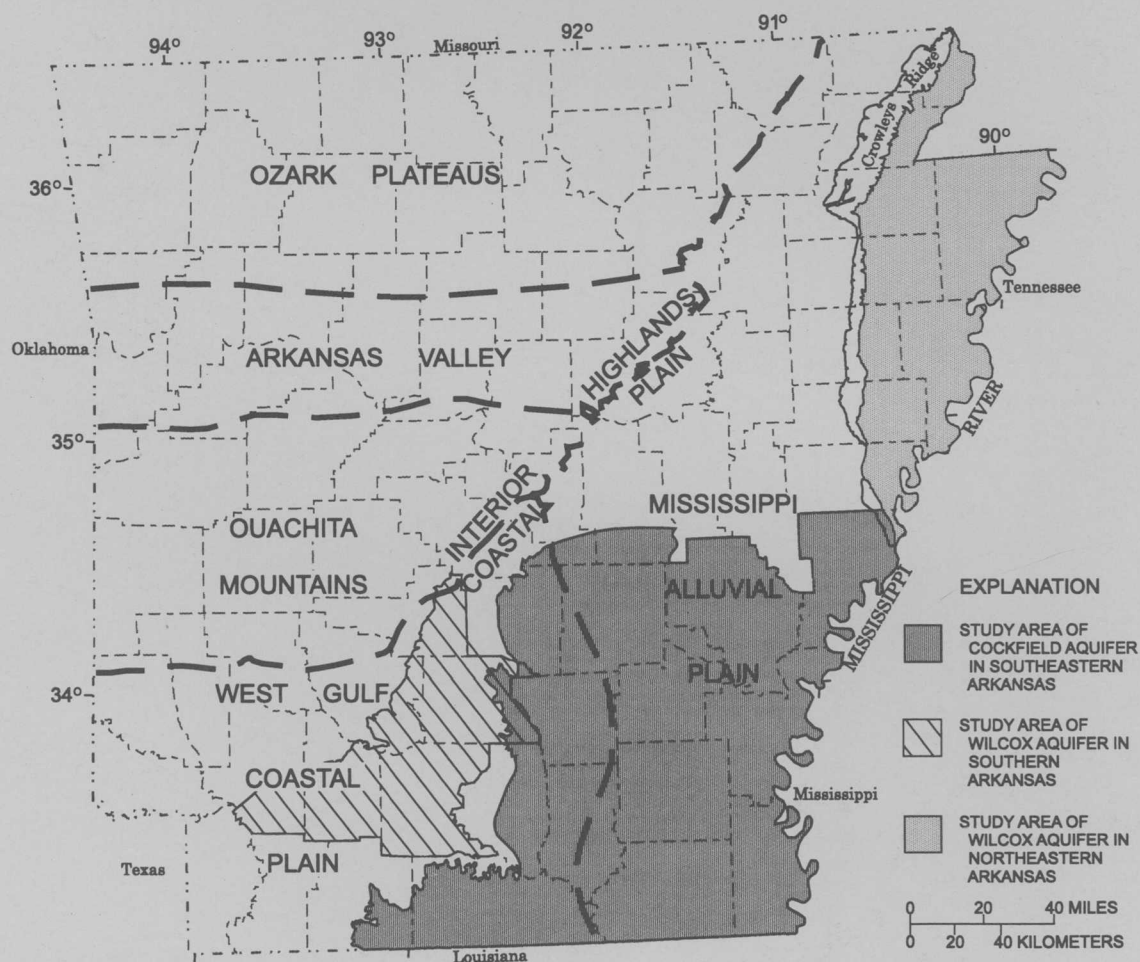 94°
93°
Missouri
92°
91°
Crowleys Ridge
90°
36°
OZARK PLATEAUS
Tennessee
HIGHLANDS
PLAIN
Oklahoma
ARKANSAS VALLEY
RIVER
35°
INTERIOR
COASTAL
MISSISSIPPI
OUACHITA
MOUNTAINS
ALLUVIAL
PLAIN
MISSISSIPPI
34°
WEST GULF
COASTAL
PLAIN
Mississippi
Texas
Louisiana
EXPLANATION
STUDY AREA OF
COCKFIELD AQUIFER
IN SOUTHEASTERN
ARKANSAS
STUDY AREA OF
WILCOX AQUIFER IN
SOUTHERN
ARKANSAS
STUDY AREA OF
WILCOX AQUIFER IN
NORTHEASTERN
ARKANSAS
0 20 40 MILES
0 20 40 KILOMETERS